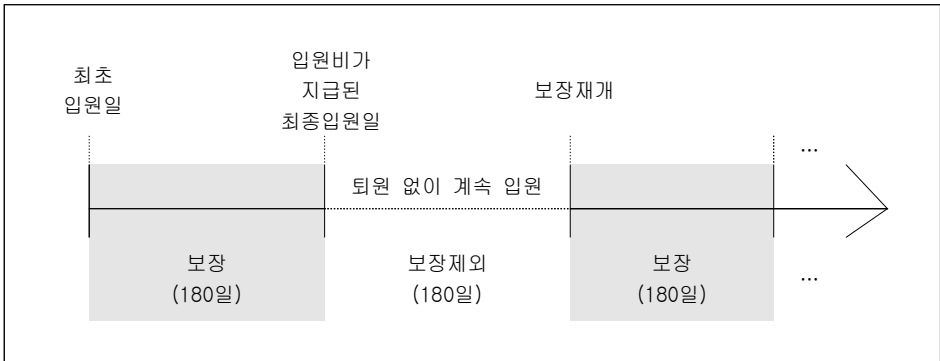 최초
입원일
입원비가
지급된
최종입원일
보장재개
...
퇴원 없이 계속 입원
보장
(180일)
보장제외
(180일)
보장
(180일)
...